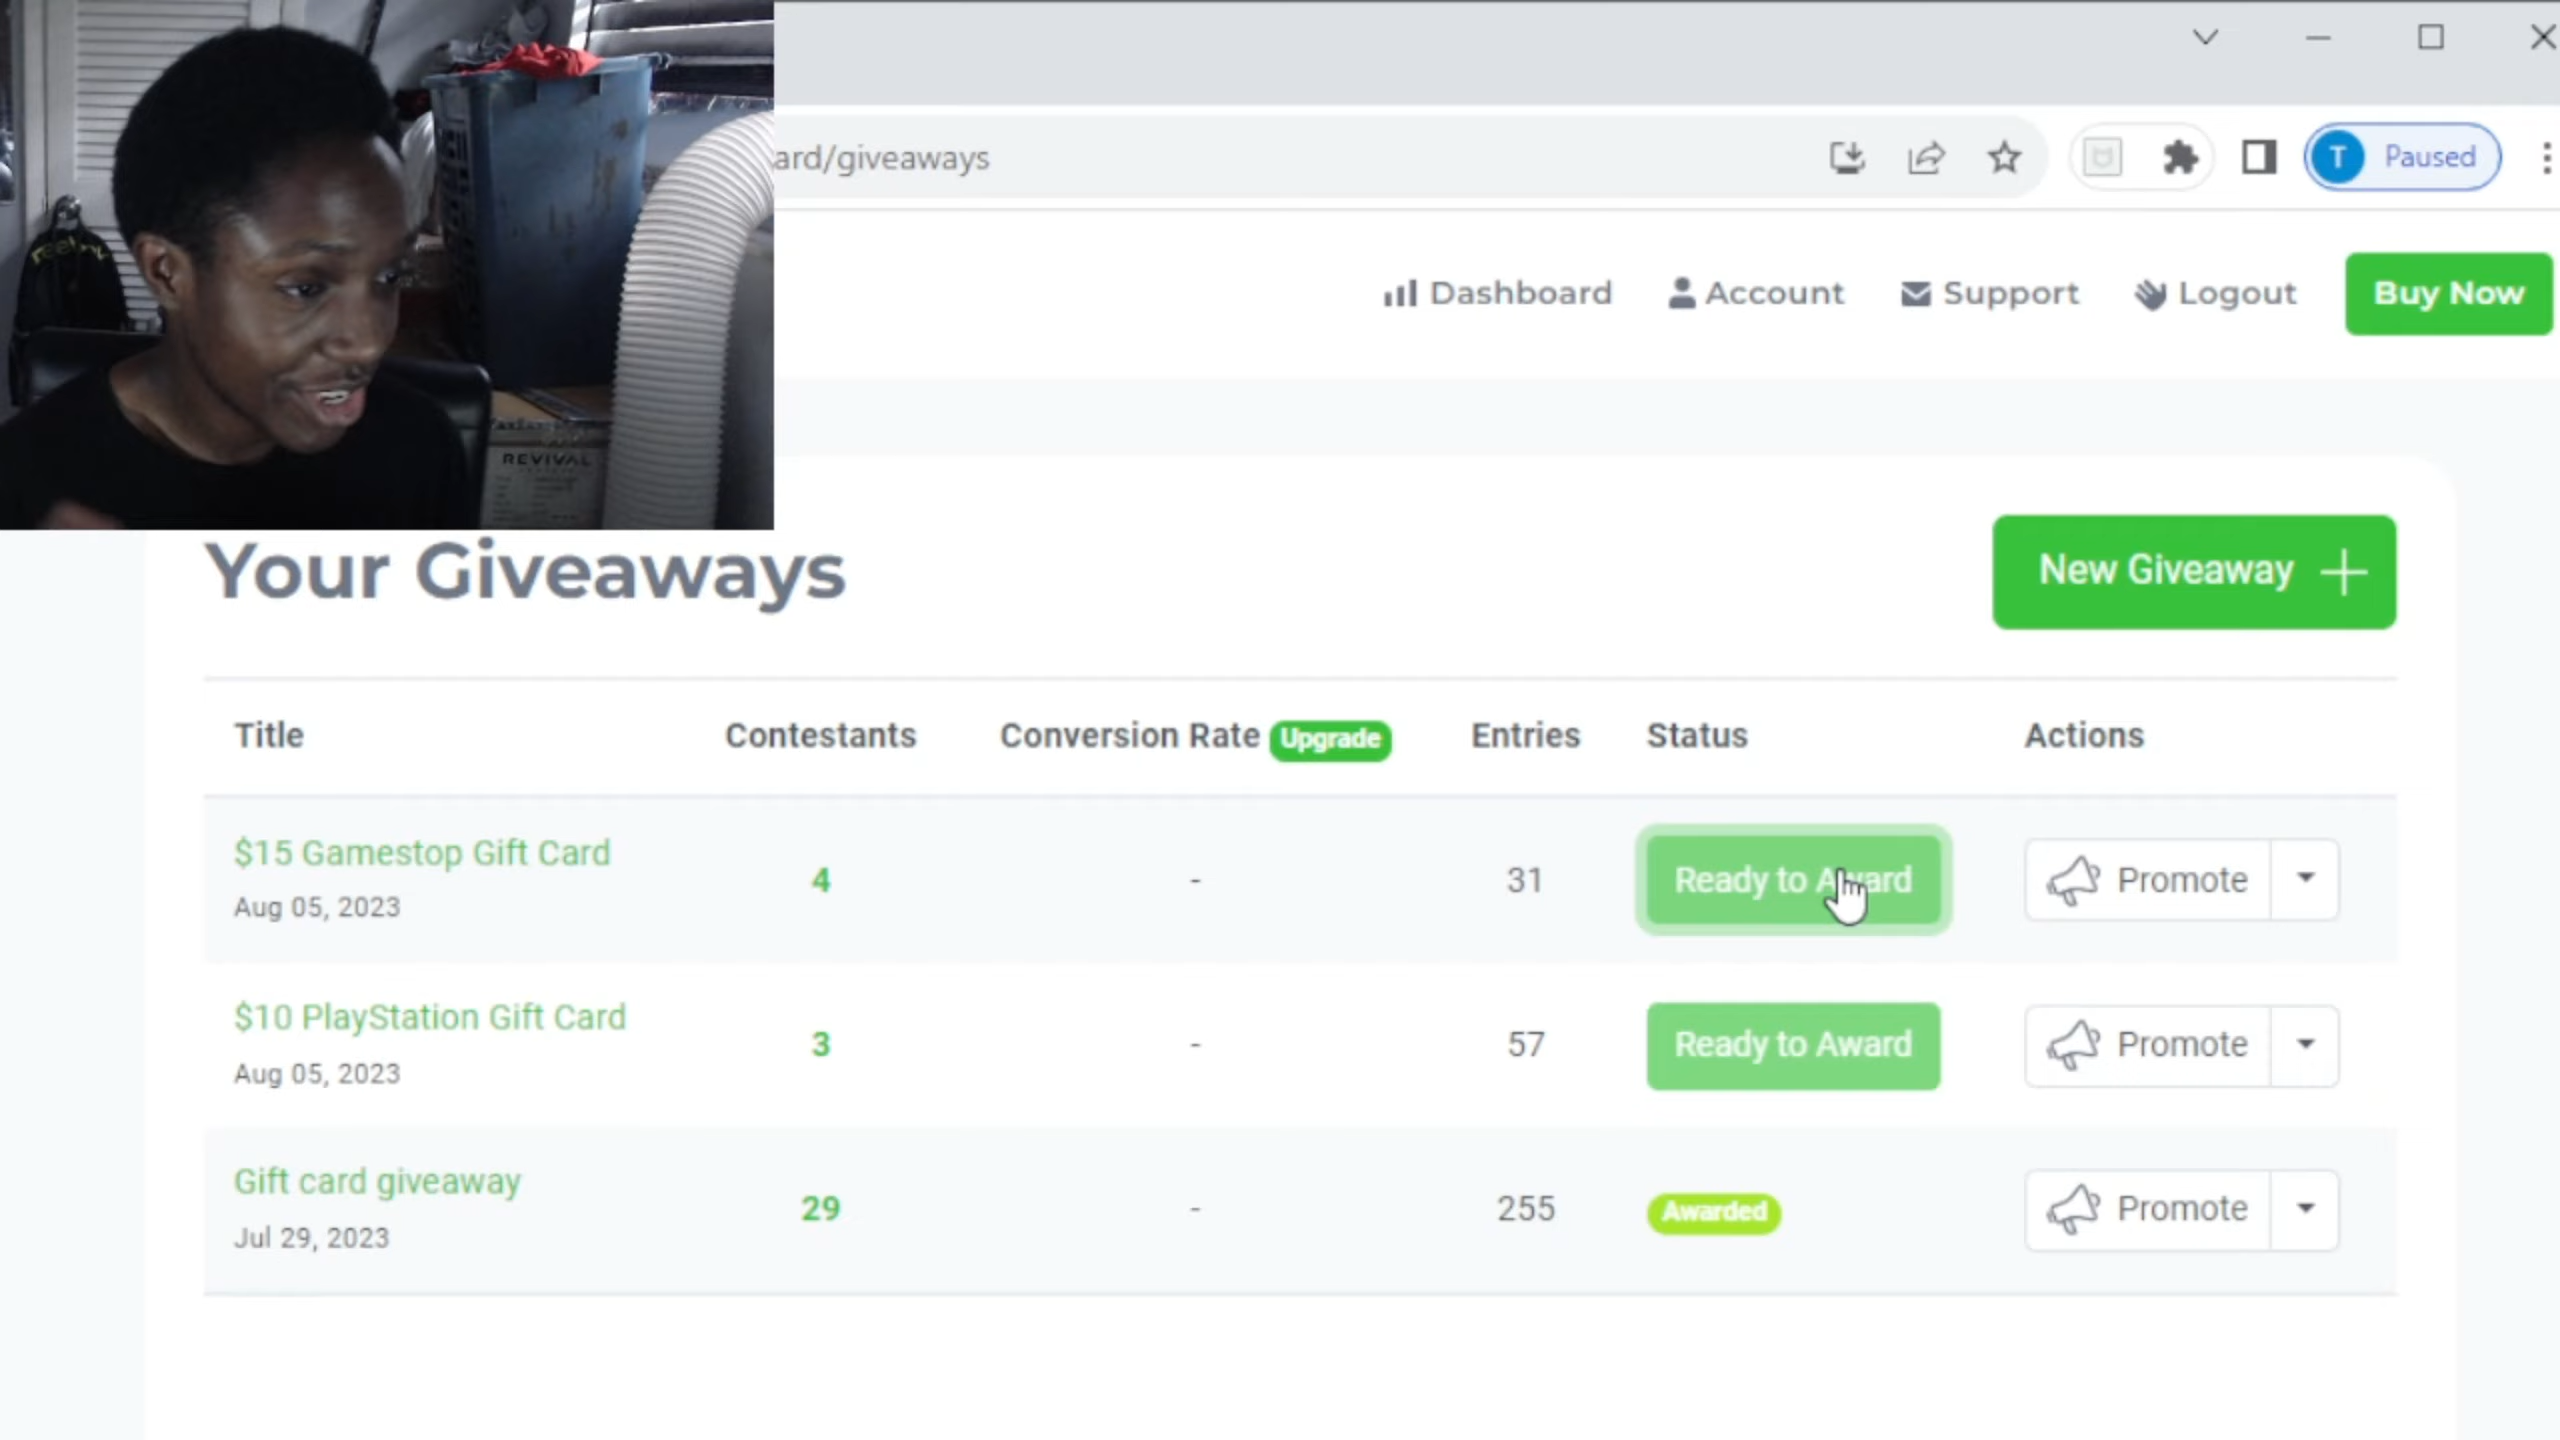 ard/giveaways
T Paused
Dashboard Account Support Logout Buy Now
REVIVAL
Your Giveaways
New Giveaway
Title Contestants Conversion Rate Upgrade Entries Status Actions
$15 Gamestop Gift Card
Aug 05, 2023
4 - 31 Ready to Award Promote
$10 PlayStation Gift Card
Aug 05, 2023
3 - 57 Ready to Award Promote
Gift card giveaway
Jul 29, 2023
29 - 255 Awarded Promote